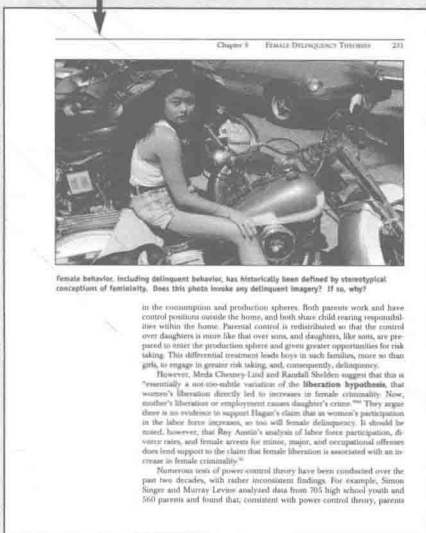 Chapter 9 FEMALE DELINQUENCY THEORIES 231
Female behavior, including delinquent behavior, has historically been defined by stereotypical
conceptions of femininity. Does this photo invoke any delinquent imagery? If so, why?
in the consumption and production spheres. Both parents work and have
control positions outside the home, and both share child rearing responsibil-
ities within the home. Parental control is redistributed so that the control
over daughters is more like that over sons, and daughters, like sons, are pre-
pared to enter the production sphere and given greater opportunities for risk
taking. This differential treatment leads boys in such families, more so than
girls, to engage in greater risk taking, and, consequently, delinquency.
However, Meda Chesney-Lind and Randall Shelden suggest that this is
"essentially a not-too-subtle variation of the liberation hypothesis, that
women's liberation directly led to increases in female criminality. Now,
mother's liberation or employment causes daughter's crime." They argue
there is no evidence to support Hagan's claim that as women's participation
in the labor force increases, so too will female delinquency. It should be
noted, however, that Roy Austin's analysis of labor force participation, di-
vorce rates, and female arrests for minor, major, and occupational offenses
does lend support to the claim that female liberation is associated with an in-
crease in female criminality.
Numerous tests of power-control theory have been conducted over the
past two decades, with rather inconsistent findings. For example, Simon
Singer and Murray Levine analyzed data from 705 high school youth and
560 parents and found that, consistent with power-control theory, parents